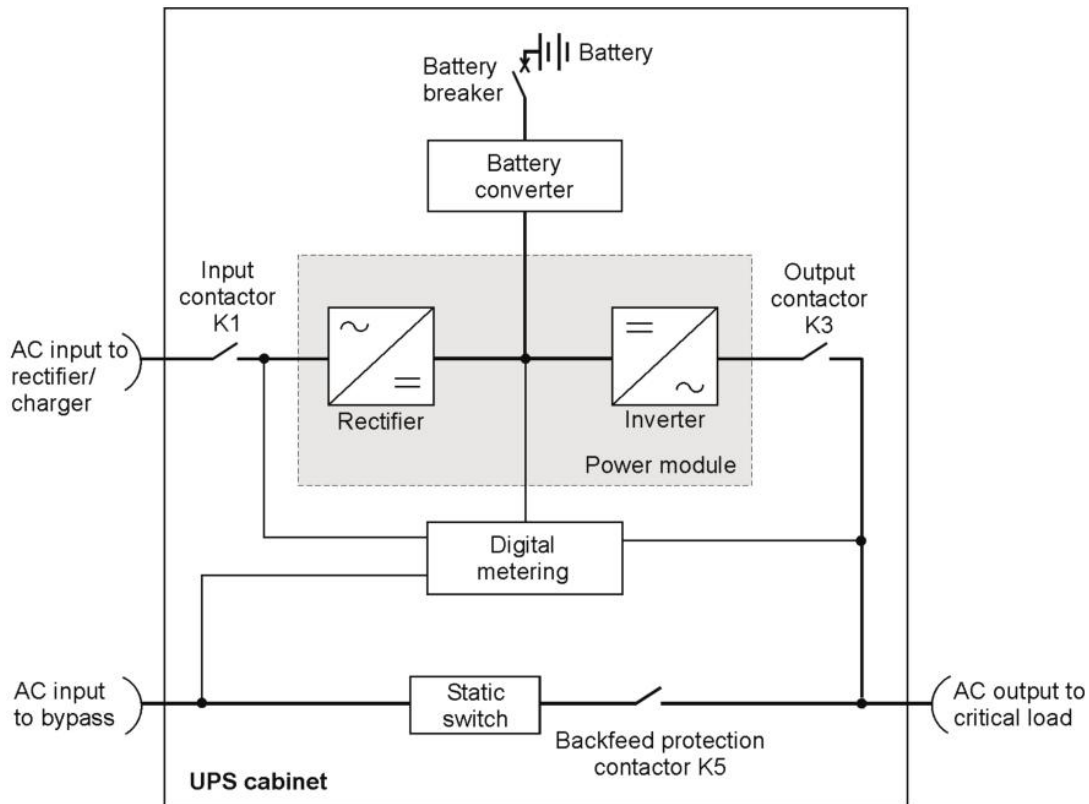 Battery
Battery
breaker
Battery
converter
Input
contactor
K1
Output
contactor
K3
AC input to
rectifier/
charger
Rectifier
Inverter
Power module
Digital
metering
AC input
to bypass
Static
switch
Backfeed protection
contactor K5
AC output to
critical load
UPS cabinet